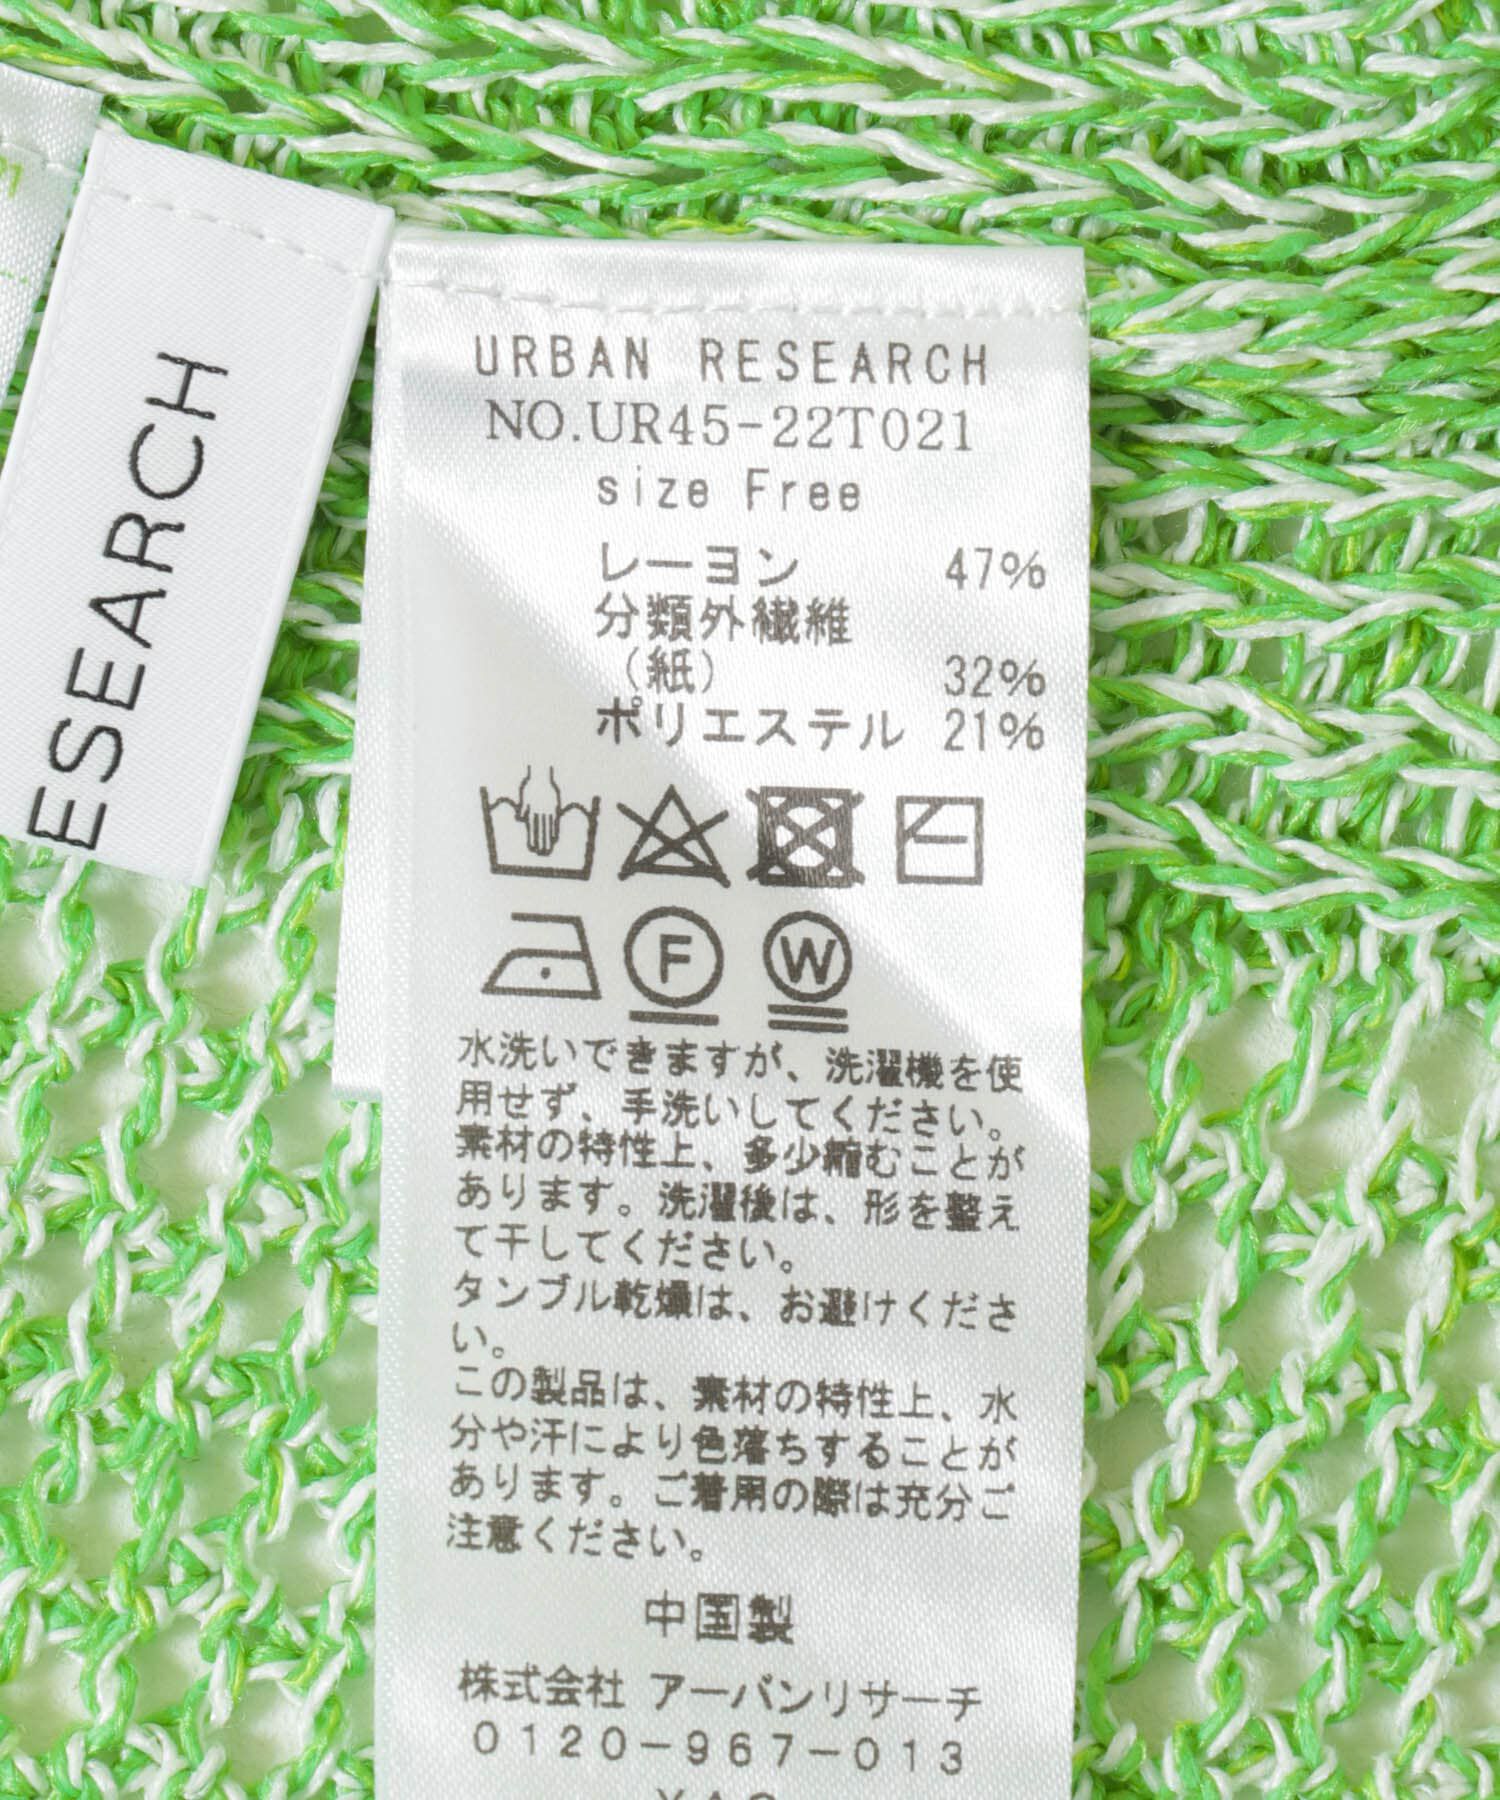 ESEARCH
URBAN RESEARCH
NO.UR45-22T021
size Free
レーヨン 47%
分類外繊維
（紙） 32%
ポリエステル 21%
F W
水洗いできますが、洗濯機を使
用せず、手洗いしてください。
素材の特性上、多少縮むことが
あります。洗濯後は、形を整え
て干してください。
タンブル乾燥は、お避けくださ
い。
この製品は、素材の特性上、水
分や汗により色落ちすることが
あります。ご着用の際は充分ご
注意ください。
中国製
株式会社 アーバンリサーチ
0120-967-013